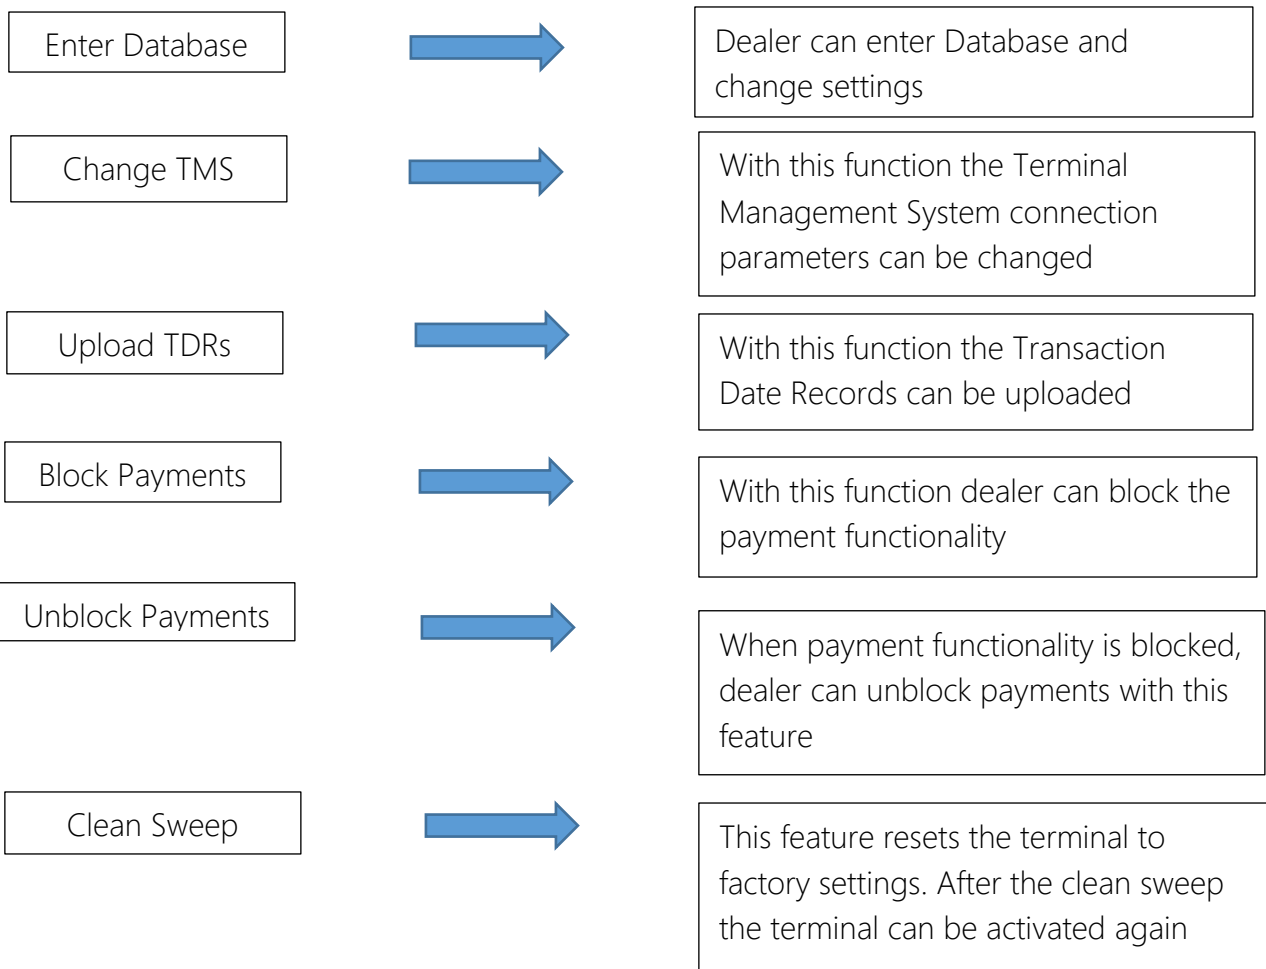 Enter Database
Dealer can enter Database and
change settings
Change TMS
With this function the Terminal
Management System connection
parameters can be changed
Upload TDRs
With this function the Transaction
Date Records can be uploaded
Block Payments
With this function dealer can block the
payment functionality
Unblock Payments
When payment functionality is blocked,
dealer can unblock payments with this
feature
Clean Sweep
This feature resets the terminal to
factory settings. After the clean sweep
the terminal can be activated again